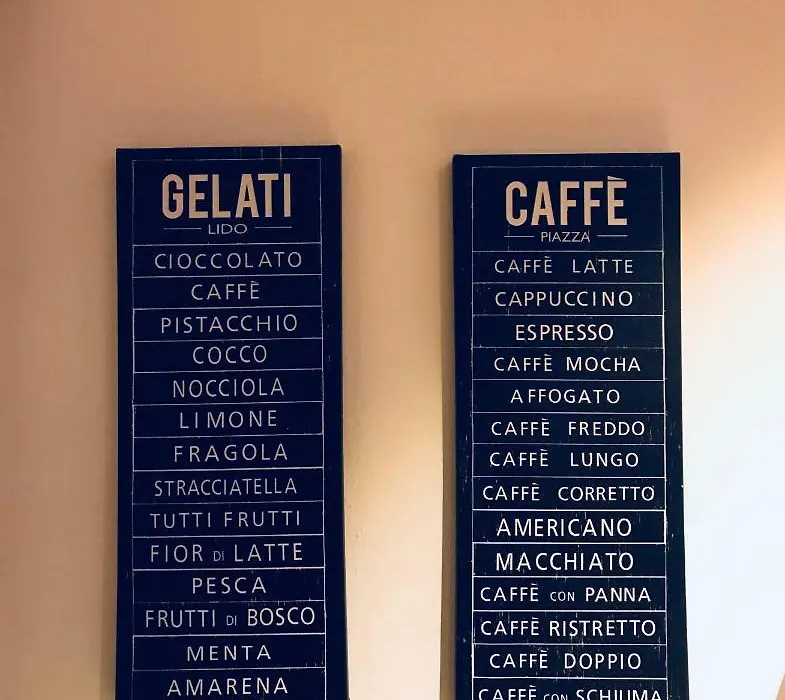 GELATI
LIDO
CIOCCOLATO
CAFFÈ
PISTACCHIO
COCCO
NOCCIOLA
LIMONE
FRAGOLA
STRACCIATELLA
TUTTI FRUTTI
FIOR DI LATTE
PESCA
FRUTTI DI BOSCO
MENTA
AMARENA
CAFFÈ
PIAZZA
CAFFÈ LATTE
CAPPUCCINO
ESPRESSO
CAFFÈ MOCHA
AFFOGATO
CAFFÈ FREDDO
CAFFÈ LUNGO
CAFFÈ CORRETTO
AMERICANO
MACCHIATO
CAFFÈ CON PANNA
CAFFÈ RISTRETTO
CAFFÈ DOPPIO
CAFFÈ CON SCHIUMA